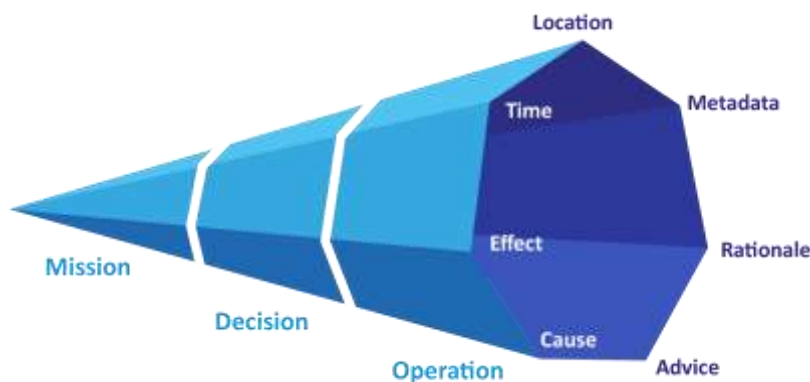 Location
Time
Metadata
Effect
Rationale
Mission
Decision
Cause
Operation
Advice